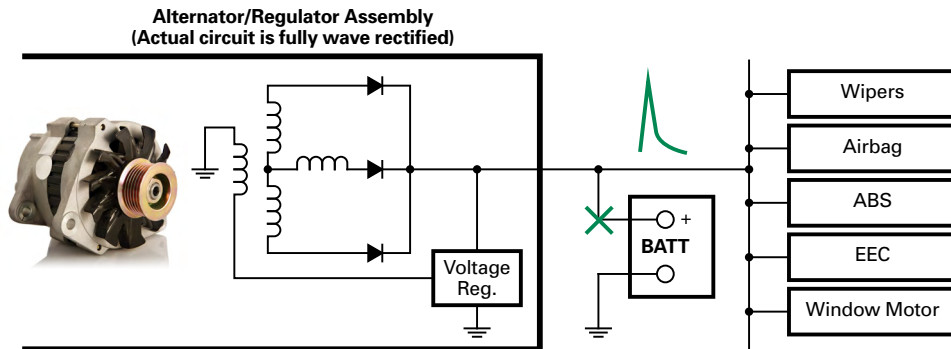 Alternator/Regulator Assembly
(Actual circuit is fully wave rectified)
Wipers
Airbag
ABS
EEC
Window Motor
+
BATT
Voltage
Reg.